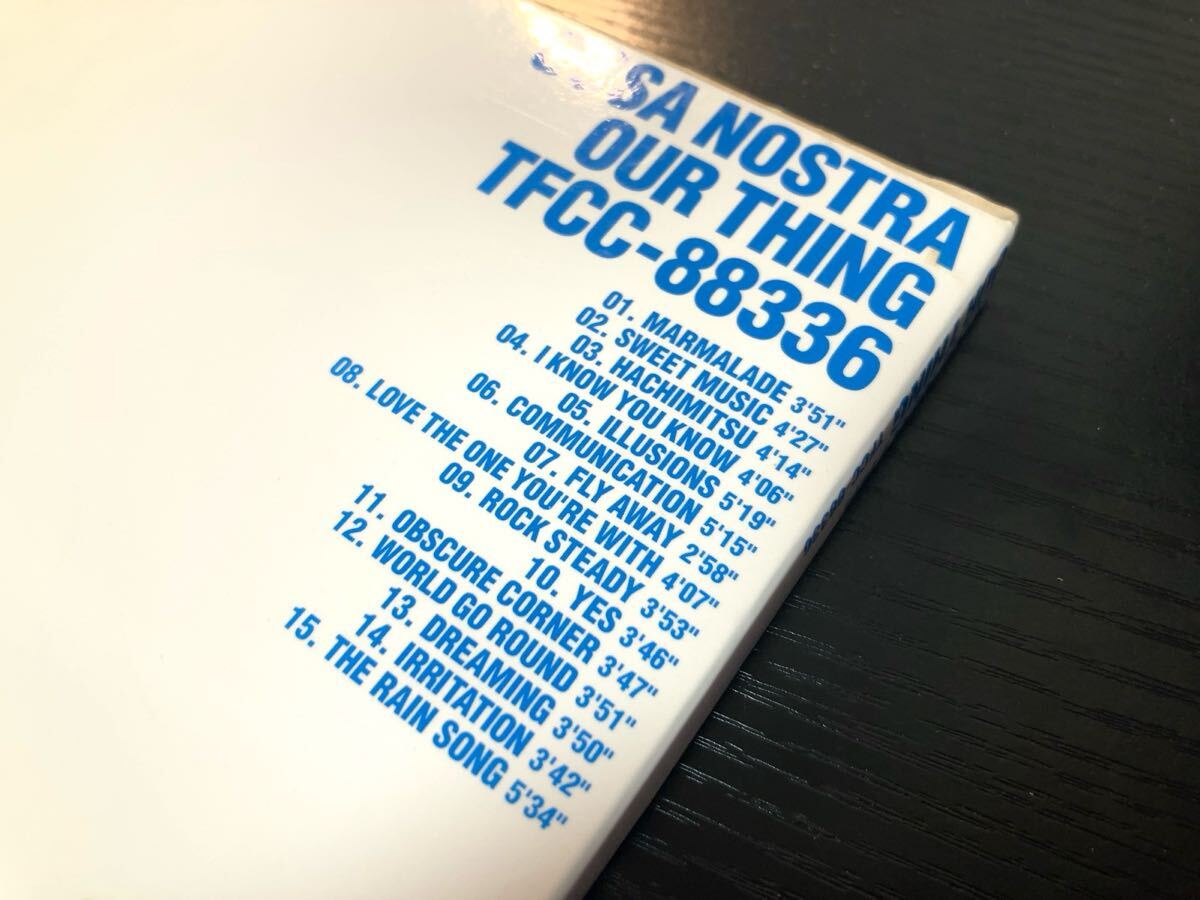 SA NOSTRA
OUR THING
TFCC-88336
01. MARMALADE 3'51"
02. SWEET MUSIC 4'27"
03. HACHIMITSU 4'14"
04. I KNOW YOU KNOW 4'06"
05. ILLUSIONS 5'19"
06. COMMUNICATION 5'15"
07. FLY AWAY 2'58"
08. LOVE THE ONE YOU'RE WITH 4'07"
09. ROCK STEADY 3'53"
10. YES 3'46"
11. OBSCURE CORNER 3'47"
12. WORLD GO ROUND 3'51"
13. DREAMING 3'50"
14. IRRITATION 3'42"
15. THE RAIN SONG 5'34"